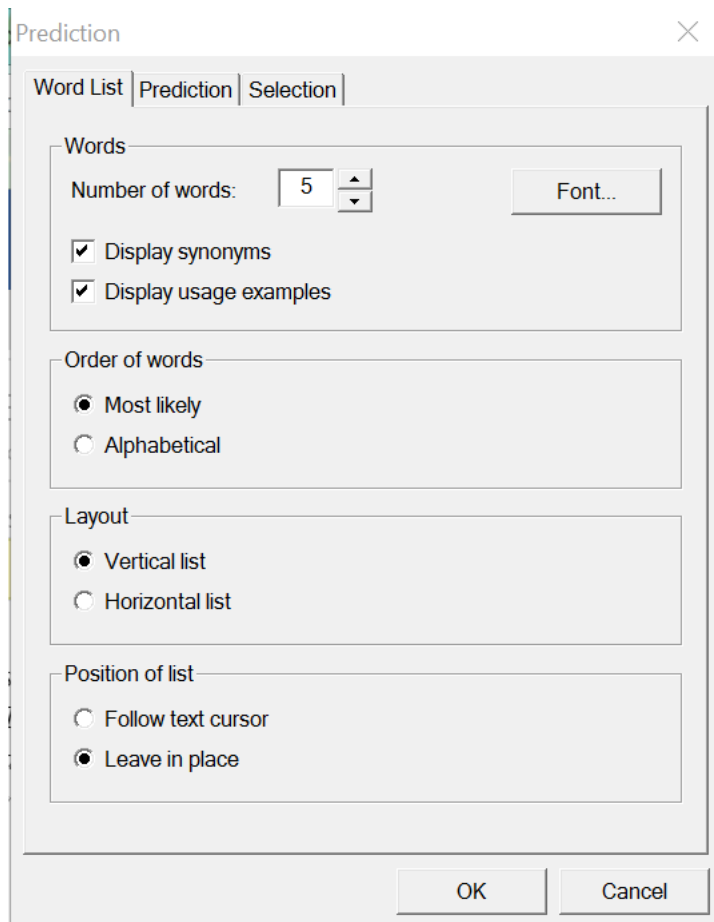 Prediction
Word List Prediction Selection
Words
Number of words: 5 Font...
Display synonyms
Display usage examples
Order of words
Most likely
Alphabetical
Layout
Vertical list
Horizontal list
Position of list
Follow text cursor
Leave in place
OK Cancel